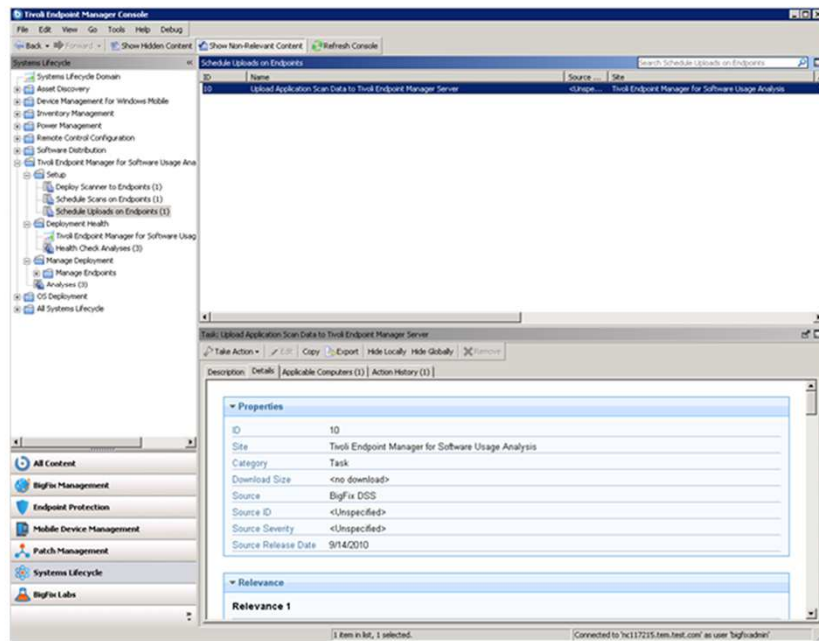 Tivoli Endpoint Manager Console
File Edit View Go Tools Help Debug
Back Forward Show Hidden Content Show Non-Relevant Content Refresh Console
Systems Lifecycle
Systems Lifecycle Domain
Asset Discovery
Device Management for Windows Mobile
Inventory Management
Power Management
Remote Control Configuration
Software Distribution
Tivoli Endpoint Manager for Software Usage Ana
Setup
Deploy Scanner to Endpoints (1)
Schedule Scans on Endpoints (1)
Schedule Uploads on Endpoints (1)
Deployment Health
Tivoli Endpoint Manager for Software Usag
Health Check Analyses (3)
Manage Deployment
Manage Endpoints
Analyses (3)
OS Deployment
All Systems Lifecycle
All Content
BigFix Management
Endpoint Protection
Mobile Device Management
Patch Management
Systems Lifecycle
BigFix Labs
Schedule Uploads on Endpoints
Search Schedule Uploads on Endpoints
ID Name Source ... Site
10 Upload Application Scan Data to Tivoli Endpoint Manager Server <Unspe... Tivoli Endpoint Manager for Software Usage Analysis
Task: Upload Application Scan Data to Tivoli Endpoint Manager Server
Take Action Edit Copy Export Hide Locally Hide Globally Remove
Description Details Applicable Computers (1) Action History (1)
Properties
ID 10
Site Tivoli Endpoint Manager for Software Usage Analysis
Category Task
Download Size <no download>
Source BigFix DSS
Source ID <Unspecified>
Source Severity <Unspecified>
Source Release Date 9/14/2010
Relevance
Relevance 1
1 item in list, 1 selected.
Connected to 'nc117215.tem.test.com' as user 'bigfixadmin'